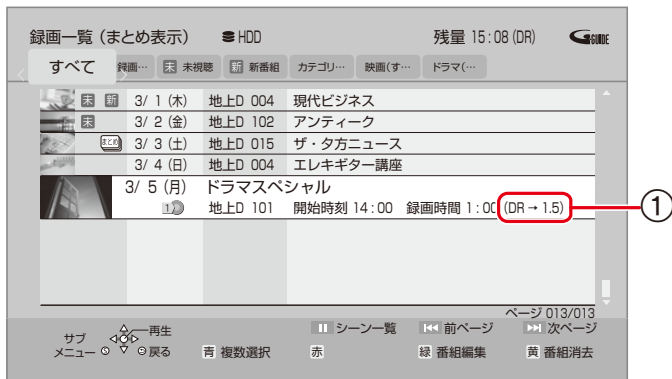 録画一覧(まとめ表示) HDD 残量 15:08 (DR) GGUIDE
すべて 録画… 未 未視聴 新 新番組 カテゴリ… 映画(す… ドラマ(…
未 新 3/ 1 (木) 地上D 004 現代ビジネス
未 3/ 2 (金) 地上D 102 アンティーク
まとめ 3/ 3 (土) 地上D 015 ザ・夕方ニュース
3/ 4 (日) 地上D 004 エレキギター講座
3/ 5 (月) ドラマスペシャル
1 地上D 101 開始時刻 14:00 録画時間 1:00 (DR → 1.5)
①
ページ 013/013
サブメニュー S 再生 戻る
シーン一覧 前ページ 次ページ
青 複数選択 赤 緑 番組編集 黄 番組消去